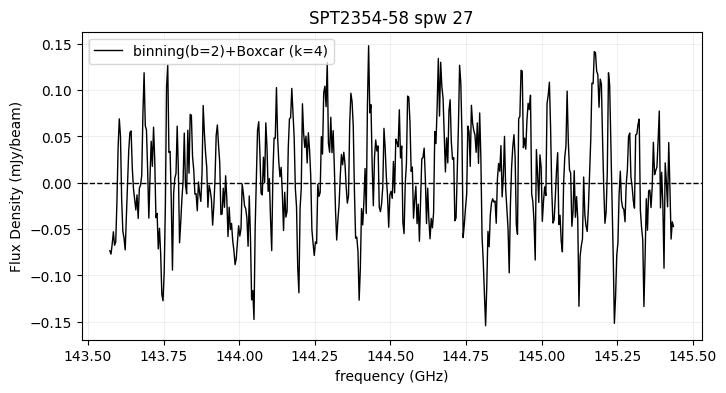 SPT2354-58 spw 27
binning(b=2)+Boxcar (k=4)
Flux Density (mJy/beam)
0.15
0.10
0.05
0.00
−0.05
−0.10
−0.15
143.50 143.75 144.00 144.25 144.50 144.75 145.00 145.25 145.50
frequency (GHz)